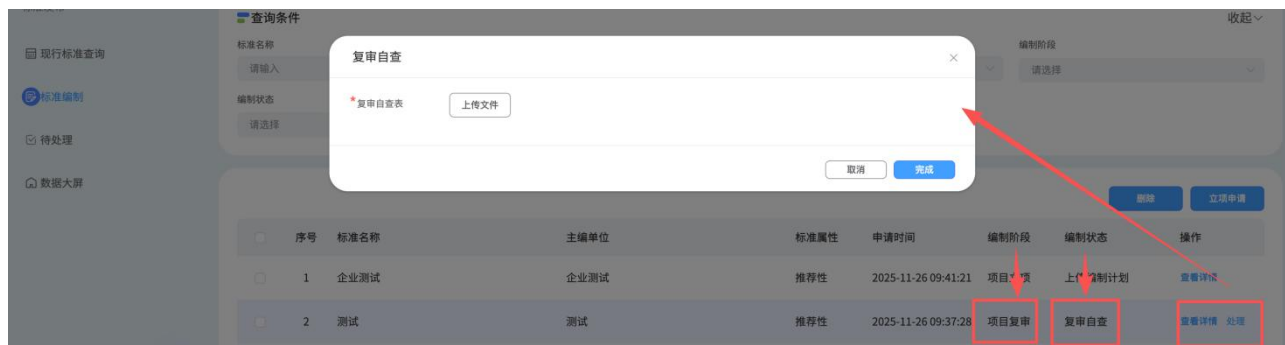 查询条件
收起
现行标准查询
标准名称
编制阶段
复审自查
×
请输入
请选择
标准编制
编制状态
*复审自查表
上传文件
请选择
待处理
取消
完成
数据大屏
删除
立项申请
序号 标准名称 主编单位 标准属性 申请时间 编制阶段 编制状态 操作
1 企业测试 企业测试 推荐性 2025-11-26 09:41:21 项目立项 上传编制计划 查看详情
2 测试 测试 推荐性 2025-11-26 09:37:28 项目复审 复审自查 查看详情 处理